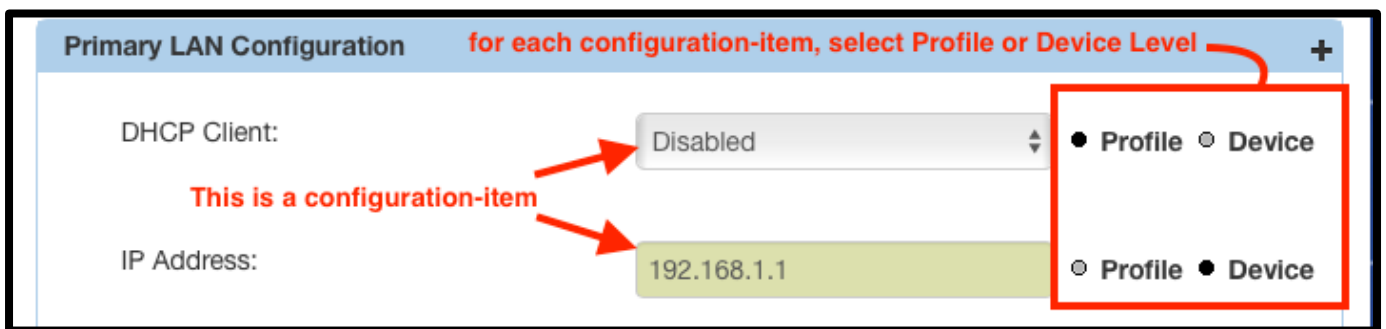 Primary LAN Configuration for each configuration-item, select Profile or Device Level +
DHCP Client: Disabled Profile Device
This is a configuration-item
IP Address: 192.168.1.1 Profile Device